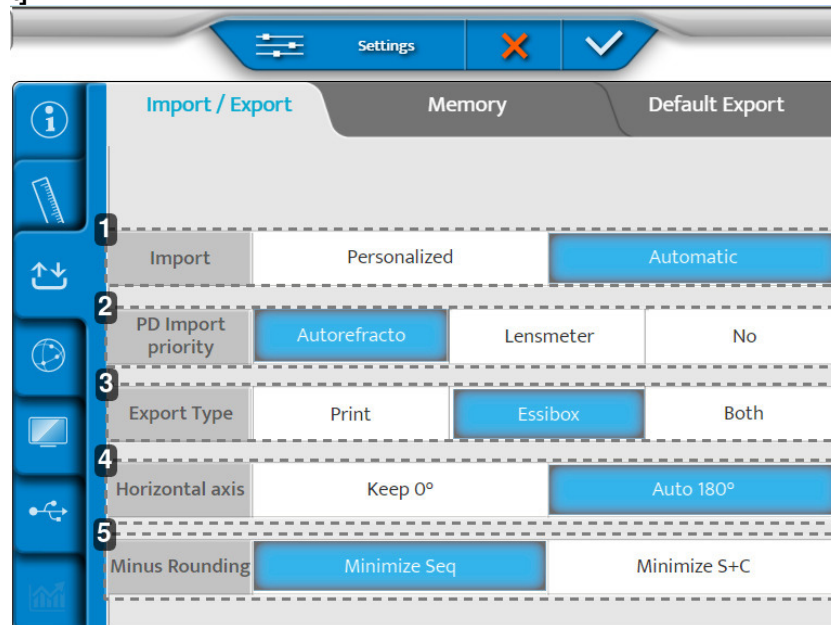 Settings
Import / Export Memory Default Export
1
Import Personalized Automatic
2
PD Import
priority Autorefracto Lensmeter No
3
Export Type Print Essibox Both
4
Horizontal axis Keep 0° Auto 180°
5
Minus Rounding Minimize Seq Minimize S+C